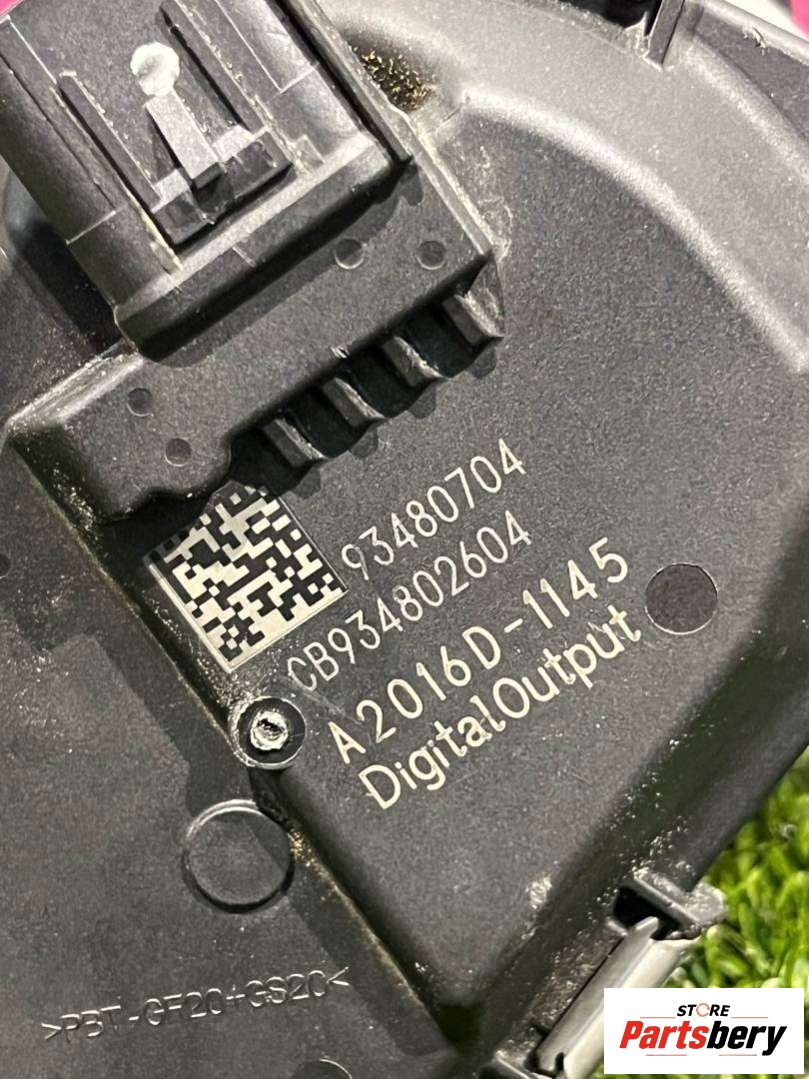 93480704
CB934802604
A2016D-1145
DigitalOutput
>PBT-GF20+GS20<
STORE
Partsbery